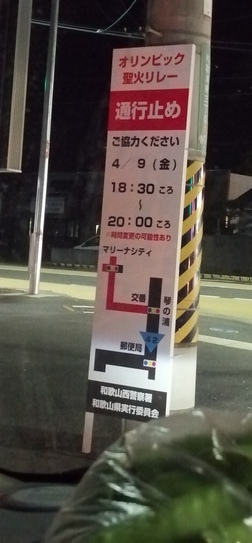 オリンピック
聖火リレー
通行止め
ご協力ください
4／9（金）
18:30ころ
～
20:00ころ
※時間変更の可能性あり
マリーナシティ
交番
琴の浦
42
郵便局
和歌山西警察署
和歌山県実行委員会